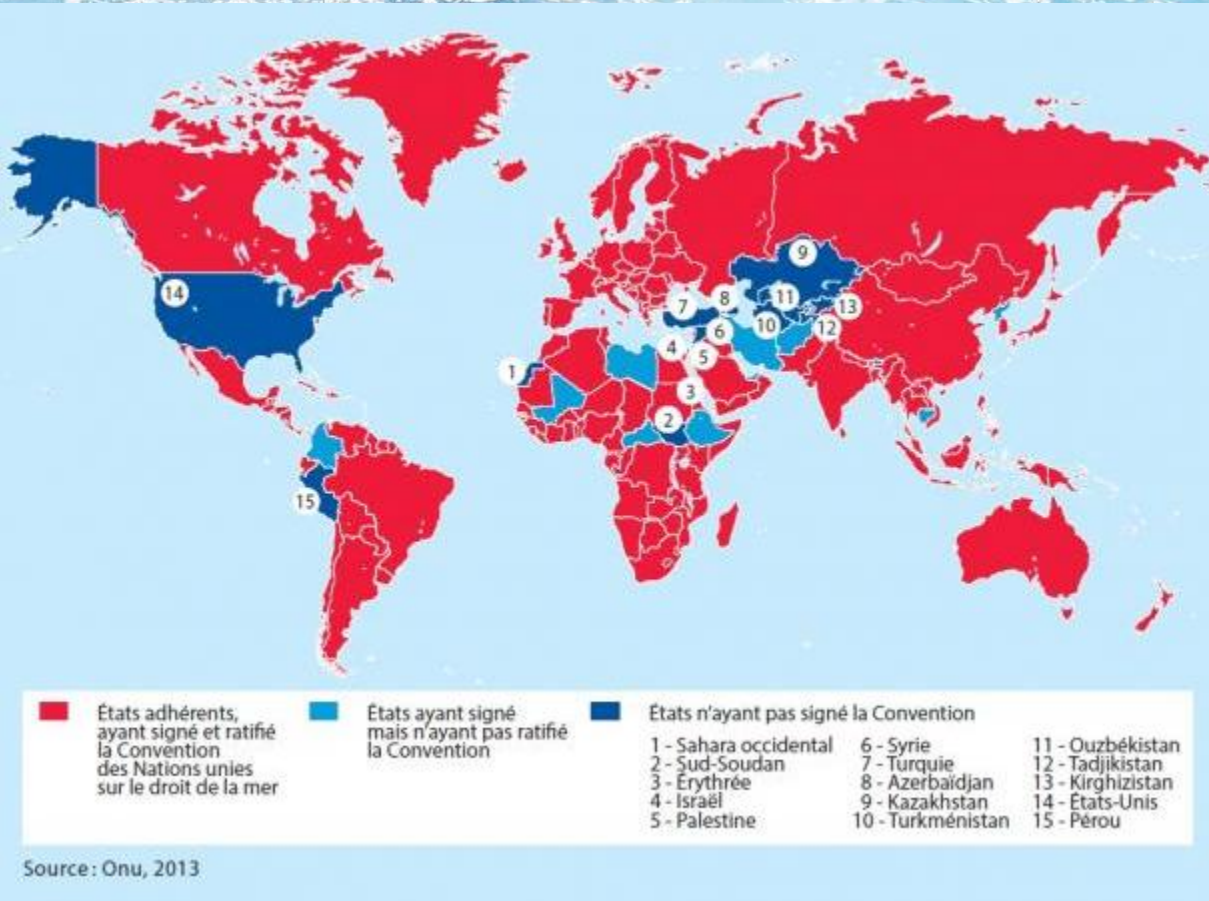 14
15
1
2
3
4
5
6
7
8
9
10
11
12
13
États adhérents,
ayant signé et ratifié
la Convention
des Nations unies
sur le droit de la mer
États ayant signé
mais n'ayant pas ratifié
la Convention
États n'ayant pas signé la Convention
1 - Sahara occidental
2 - Sud-Soudan
3 - Érythrée
4 - Israël
5 - Palestine
6 - Syrie
7 - Turquie
8 - Azerbaïdjan
9 - Kazakhstan
10 - Turkménistan
11 - Ouzbékistan
12 - Tadjikistan
13 - Kirghizistan
14 - États-Unis
15 - Pérou
Source : Onu, 2013